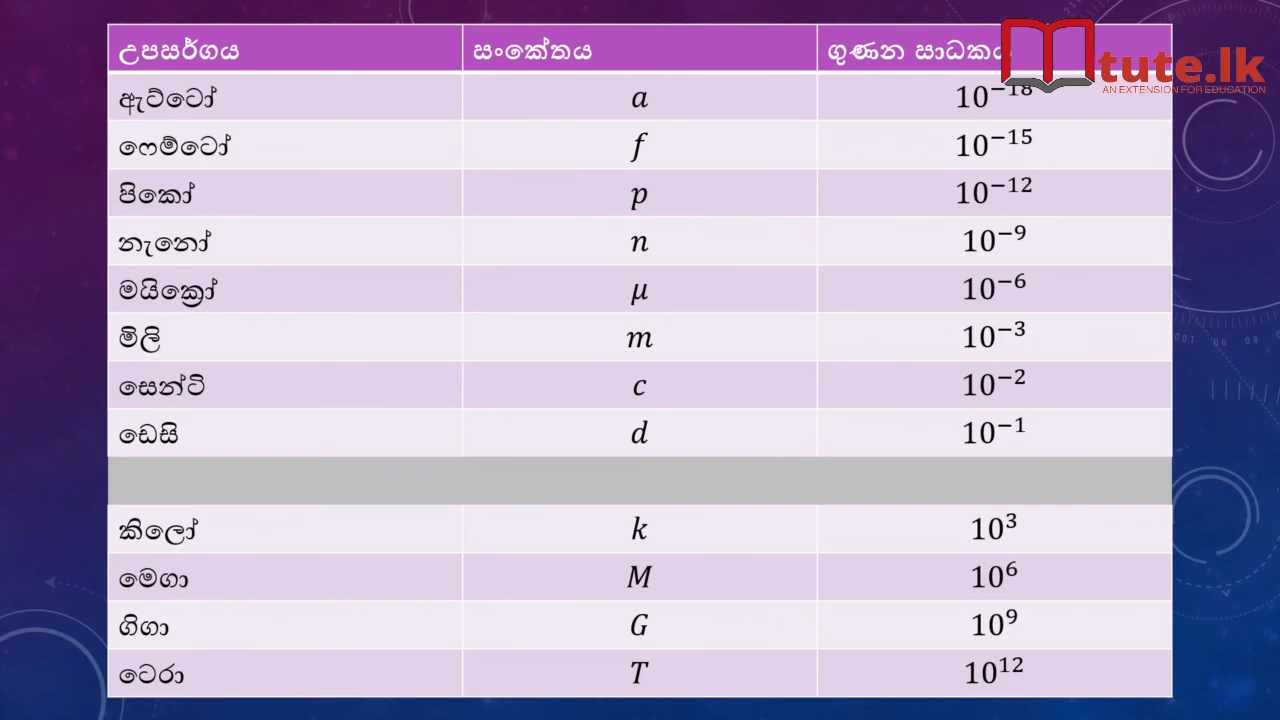 උපසර්ගය සංකේතය ගුණන සාධකය
ඇට්ටෝ a 10⁻¹⁸
ෆෙම්ටෝ f 10⁻¹⁵
පිකෝ p 10⁻¹²
නැනෝ n 10⁻⁹
මයික්‍රෝ μ 10⁻⁶
මිලි m 10⁻³
සෙන්ටි c 10⁻²
ඩෙසි d 10⁻¹
කිලෝ k 10³
මෙගා M 10⁶
ගිගා G 10⁹
ටෙරා T 10¹²
tute.lk
AN EXTENSION FOR EDUCATION